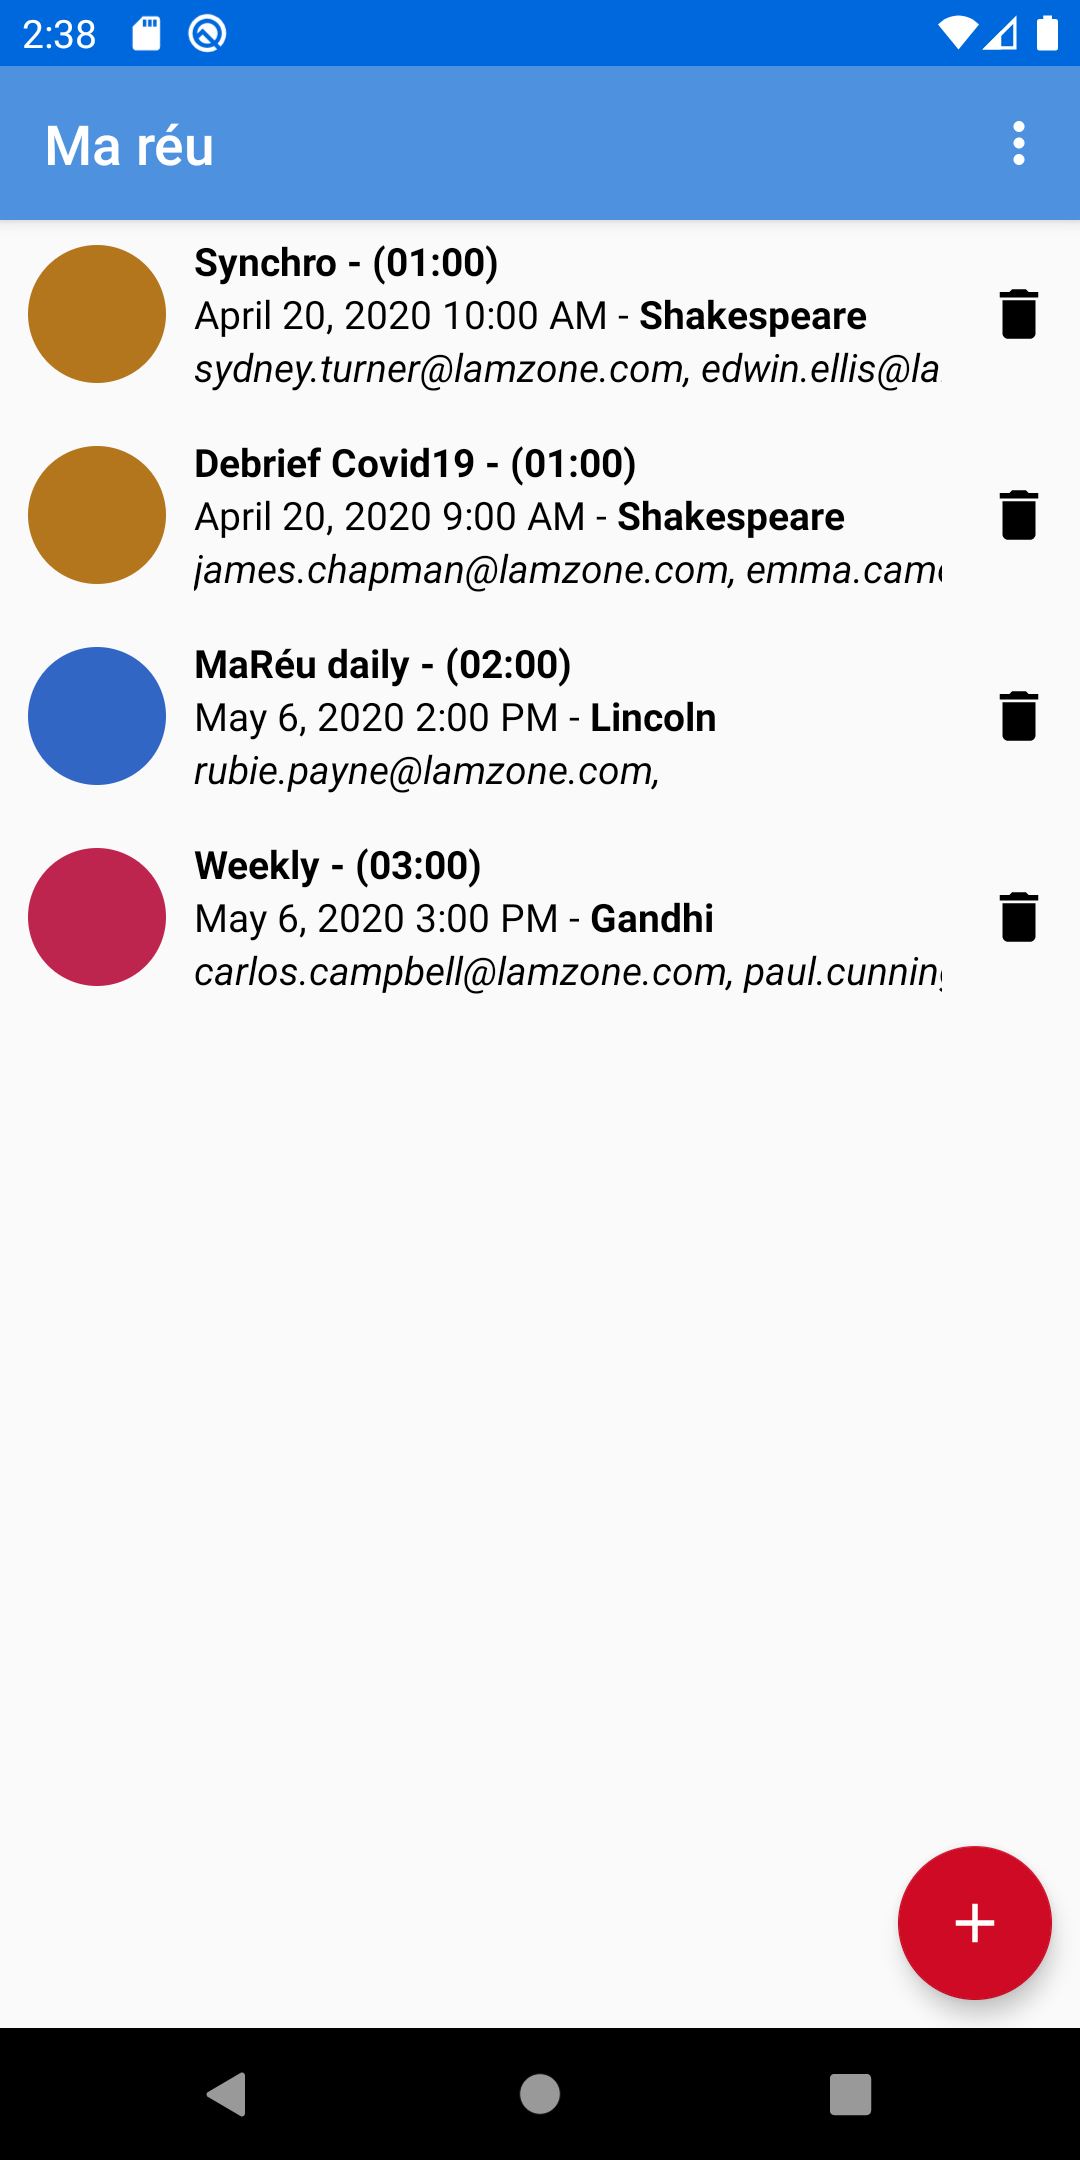 2:38
Ma réu
Synchro - (01:00)
April 20, 2020 10:00 AM - Shakespeare
sydney.turner@lamzone.com, edwin.ellis@la
Debrief Covid19 - (01:00)
April 20, 2020 9:00 AM - Shakespeare
james.chapman@lamzone.com, emma.came
MaRéu daily - (02:00)
May 6, 2020 2:00 PM - Lincoln
rubie.payne@lamzone.com,
Weekly - (03:00)
May 6, 2020 3:00 PM - Gandhi
carlos.campbell@lamzone.com, paul.cunning